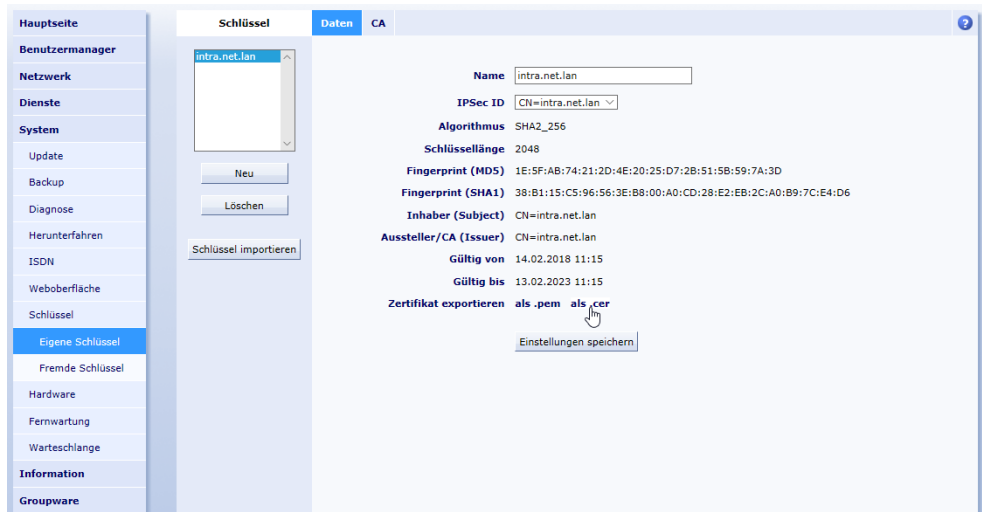 Hauptseite
Benutzermanager
Netzwerk
Dienste
System
Update
Backup
Diagnose
Herunterfahren
ISDN
Weboberfläche
Schlüssel
Eigene Schlüssel
Fremde Schlüssel
Hardware
Fernwartung
Warteschlange
Information
Groupware
Schlüssel
intra.net.lan
Neu
Löschen
Schlüssel importieren
Daten CA ?
Name intra.net.lan
IPSec ID CN=intra.net.lan
Algorithmus SHA2_256
Schlüssellänge 2048
Fingerprint (MD5) 1E:5F:AB:74:21:2D:4E:20:25:D7:2B:51:5B:59:7A:3D
Fingerprint (SHA1) 38:B1:15:C5:96:56:3E:B8:00:A0:CD:28:E2:EB:2C:A0:B9:7C:E4:D6
Inhaber (Subject) CN=intra.net.lan
Aussteller/CA (Issuer) CN=intra.net.lan
Gültig von 14.02.2018 11:15
Gültig bis 13.02.2023 11:15
Zertifikat exportieren als .pem als .cer
Einstellungen speichern